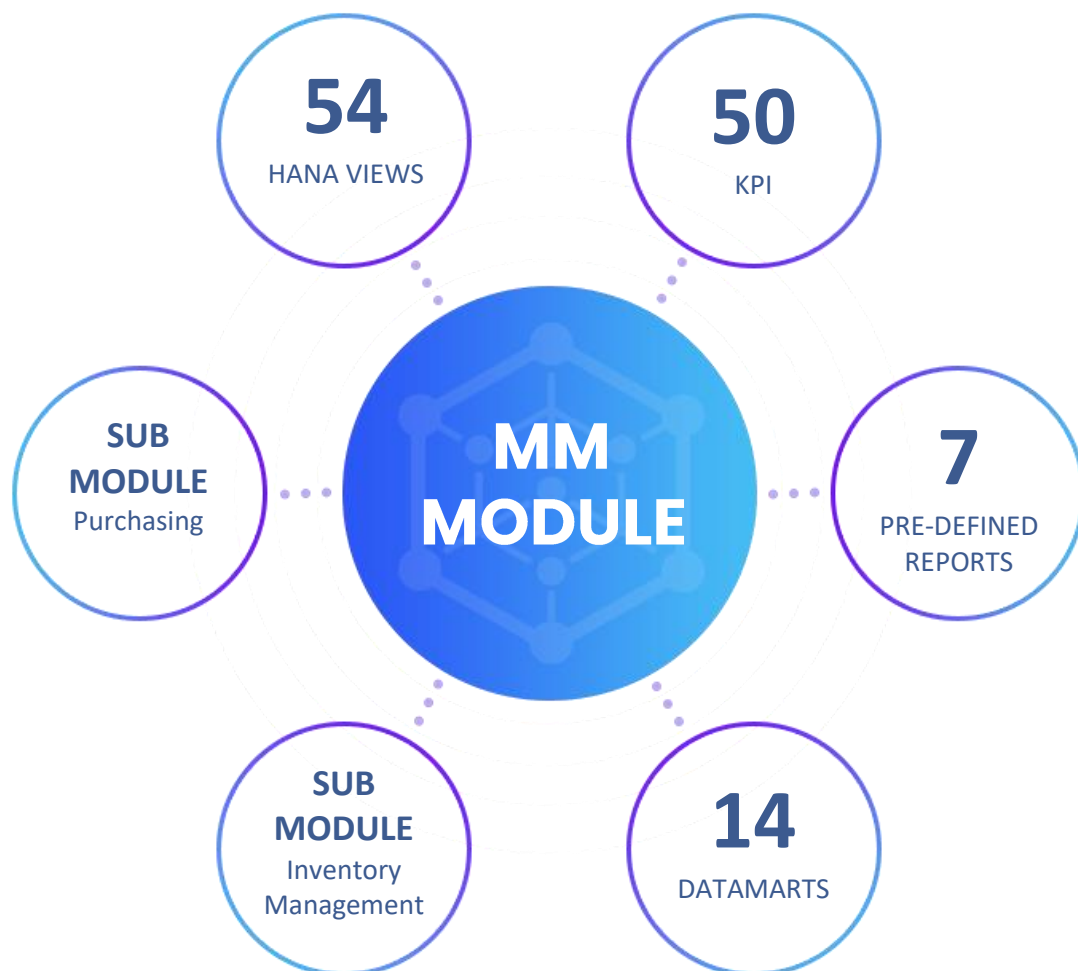 54
HANA VIEWS
50
KPI
SUB
MODULE
Purchasing
MM
MODULE
7
PRE-DEFINED
REPORTS
SUB
MODULE
Inventory
Management
14
DATAMARTS